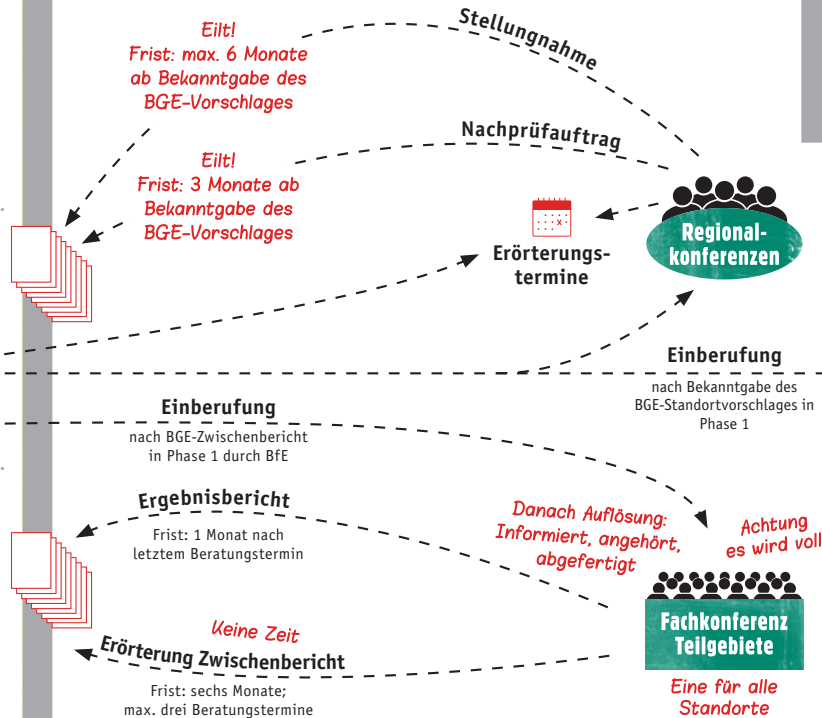 Stellungnahme
Eilt!
Frist: max. 6 Monate
ab Bekanntgabe des
BGE-Vorschlages
Nachprüfauftrag
Eilt!
Frist: 3 Monate ab
Bekanntgabe des
BGE-Vorschlages
Erörterungs-
termine
Regional-
konferenzen
Einberufung
nach Bekanntgabe des
BGE-Standortvorschlages in
Phase 1
Einberufung
nach BGE-Zwischenbericht
in Phase 1 durch BfE
Ergebnisbericht
Frist: 1 Monat nach
letztem Beratungstermin
Danach Auflösung:
Informiert, angehört,
abgefertigt
Achtung
es wird voll
Fachkonferenz
Teilgebiete
Eine für alle
Standorte
Keine Zeit
Erörterung Zwischenbericht
Frist: sechs Monate;
max. drei Beratungstermine